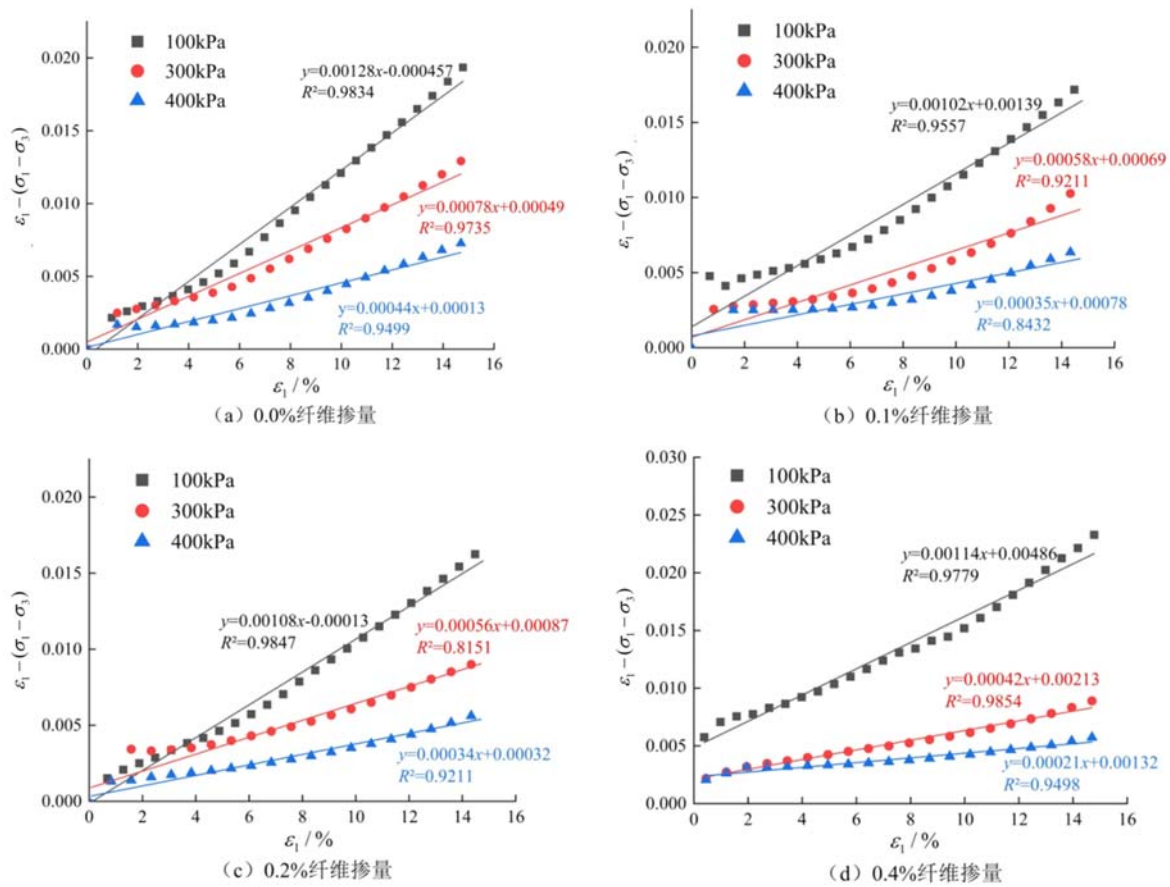 0.020
0.015
0.010
0.005
0.000
ε₁−(σ₁−σ₃)
100kPa
300kPa
400kPa
y=0.00128x-0.000457
R²=0.9834
y=0.00078x+0.00049
R²=0.9735
y=0.00044x+0.00013
R²=0.9499
0 2 4 6 8 10 12 14 16
ε₁ / %
（a）0.0%纤维掺量
0.020
0.015
0.010
0.005
0.000
ε₁−(σ₁−σ₃)
100kPa
300kPa
400kPa
y=0.00102x+0.00139
R²=0.9557
y=0.00058x+0.00069
R²=0.9211
y=0.00035x+0.00078
R²=0.8432
0 2 4 6 8 10 12 14 16
ε₁ / %
（b）0.1%纤维掺量
0.020
0.015
0.010
0.005
0.000
ε₁−(σ₁−σ₃)
100kPa
300kPa
400kPa
y=0.00108x-0.00013
R²=0.9847
y=0.00056x+0.00087
R²=0.8151
y=0.00034x+0.00032
R²=0.9211
0 2 4 6 8 10 12 14 16
ε₁ / %
（c）0.2%纤维掺量
0.030
0.025
0.020
0.015
0.010
0.005
0.000
ε₁−(σ₁−σ₃)
100kPa
300kPa
400kPa
y=0.00114x+0.00486
R²=0.9779
y=0.00042x+0.00213
R²=0.9854
y=0.00021x+0.00132
R²=0.9498
0 2 4 6 8 10 12 14 16
ε₁ / %
（d）0.4%纤维掺量